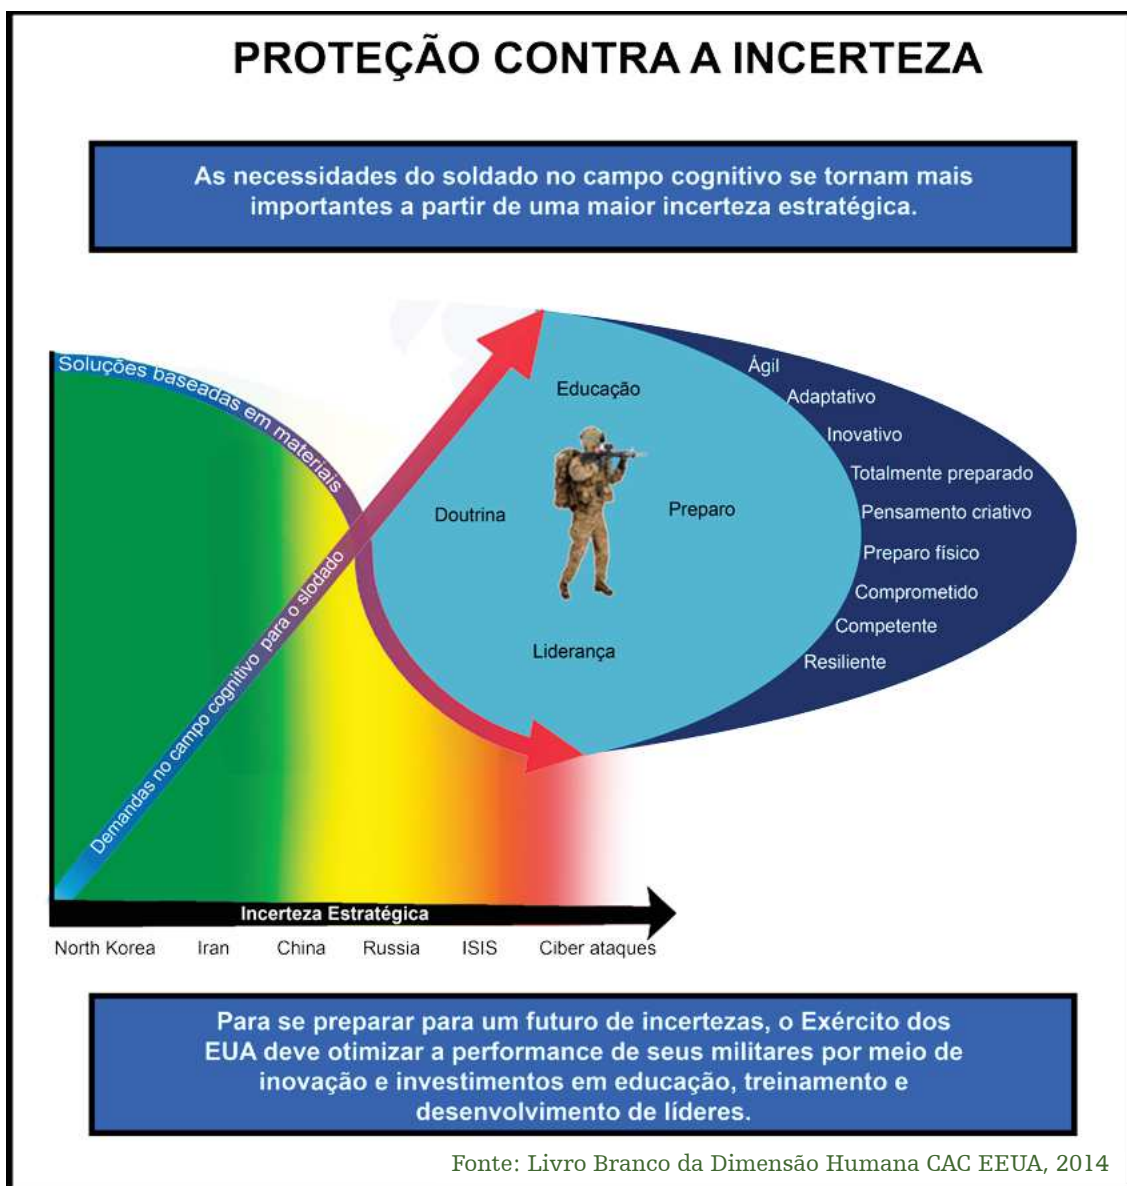 PROTEÇÃO CONTRA A INCERTEZA
As necessidades do soldado no campo cognitivo se tornam mais
importantes a partir de uma maior incerteza estratégica.
Soluções baseadas em materiais
Demandas no campo cognitivo para o slodado
Educação
Doutrina
Preparo
Liderança
Ágil
Adaptativo
Inovativo
Totalmente preparado
Pensamento criativo
Preparo físico
Comprometido
Competente
Resiliente
Incerteza Estratégica
North Korea
Iran
China
Russia
ISIS
Ciber ataques
Para se preparar para um futuro de incertezas, o Exército dos
EUA deve otimizar a performance de seus militares por meio de
inovação e investimentos em educação, treinamento e
desenvolvimento de líderes.
Fonte: Livro Branco da Dimensão Humana CAC EEUA, 2014